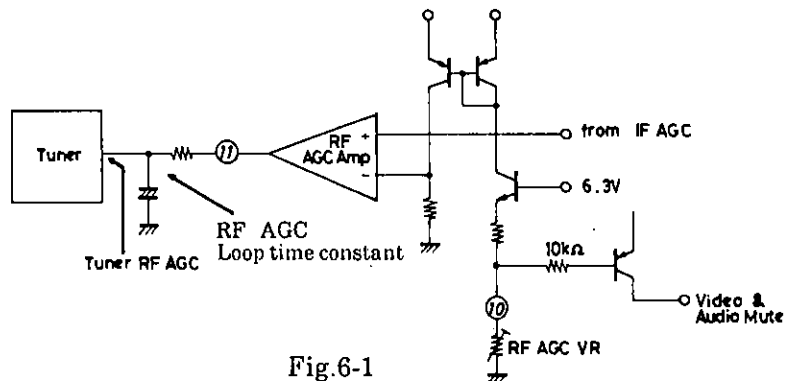 Tuner
11
RF
AGC Amp
+
-
from IF AGC
6.3V
RF AGC
Loop time constant
Tuner RF AGC
10kΩ
10
Video &
Audio Mute
RF AGC VR
Fig.6-1